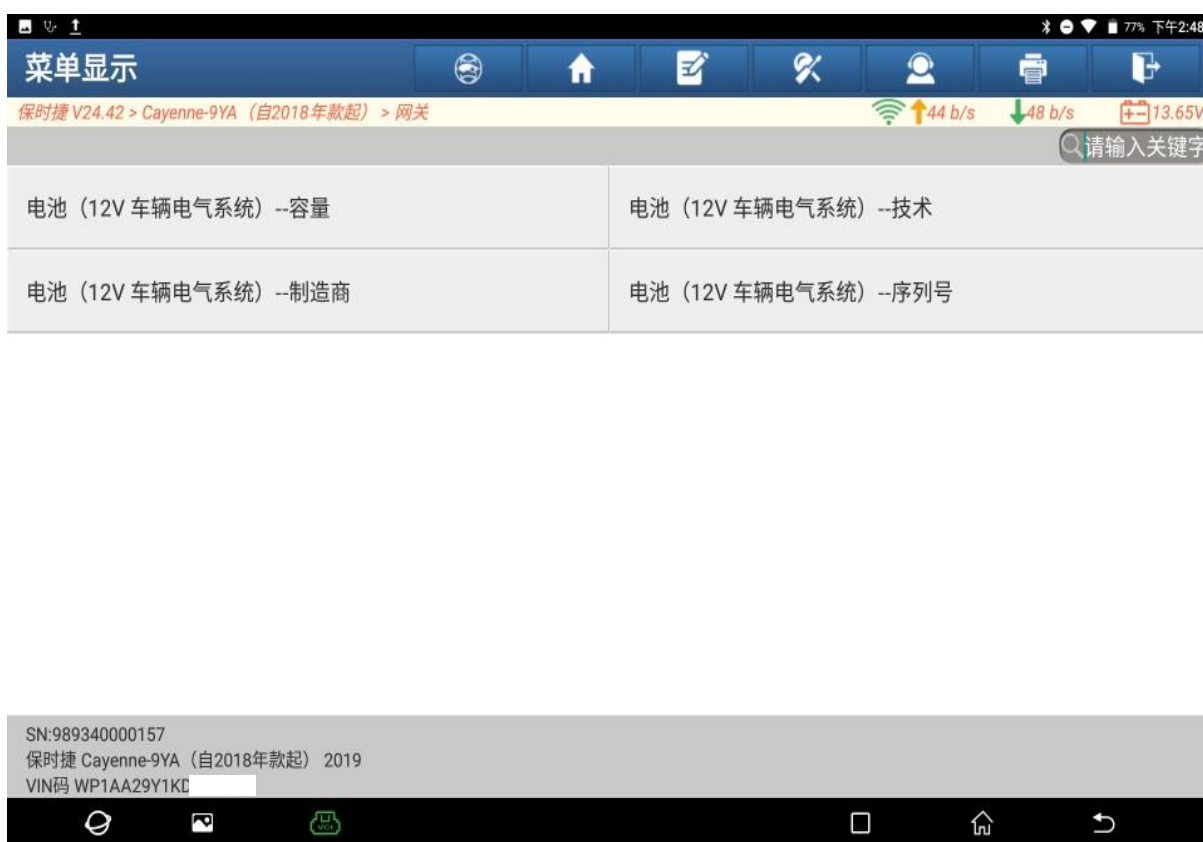 77% 下午2:48
菜单显示
保时捷 V24.42 > Cayenne-9YA（自2018年款起）> 网关
44 b/s
48 b/s
13.65V
请输入关键字
电池（12V 车辆电气系统）--容量
电池（12V 车辆电气系统）--技术
电池（12V 车辆电气系统）--制造商
电池（12V 车辆电气系统）--序列号
SN:989340000157
保时捷 Cayenne-9YA（自2018年款起） 2019
VIN码 WP1AA29Y1KD
VCI